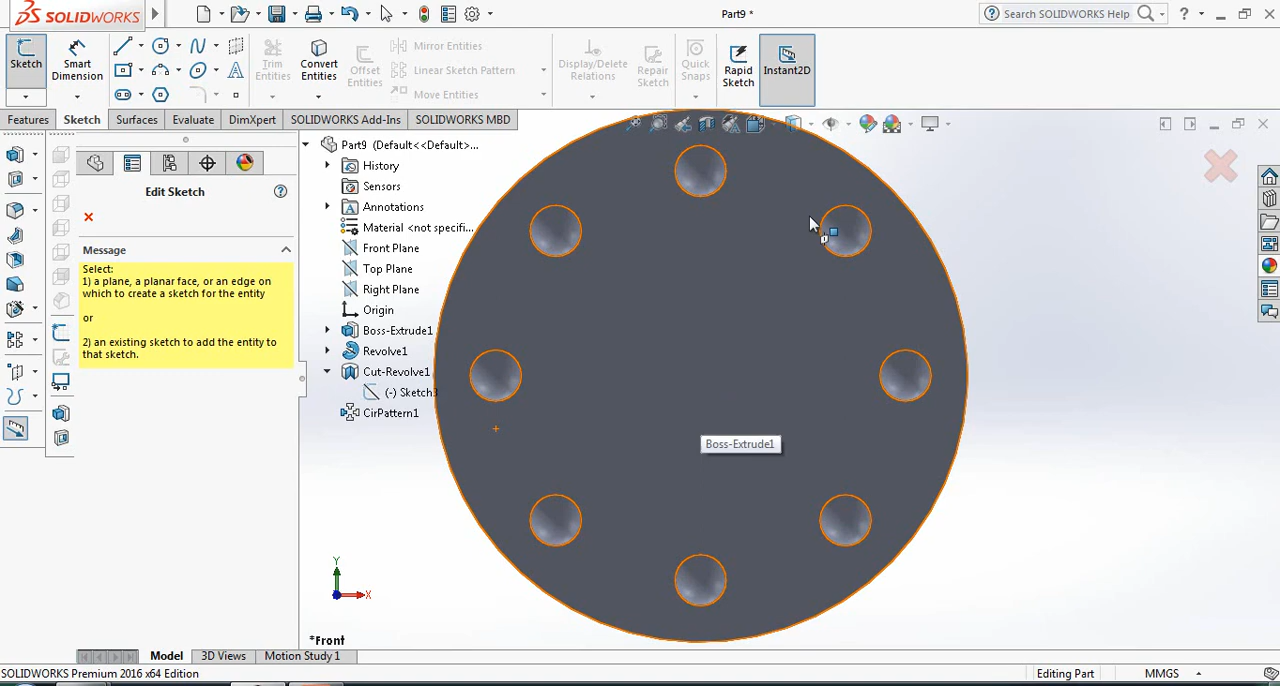 SOLIDWORKS
Part9 *
Search SOLIDWORKS Help
?
Sketch
Smart Dimension
Trim Entities
Convert Entities
Offset Entities
Mirror Entities
Linear Sketch Pattern
Move Entities
Display/Delete Relations
Repair Sketch
Quick Snaps
Rapid Sketch
Instant2D
Features
Sketch
Surfaces
Evaluate
DimXpert
SOLIDWORKS Add-Ins
SOLIDWORKS MBD
Edit Sketch
?
Message
Select:
1) a plane, a planar face, or an edge on
which to create a sketch for the entity
or
2) an existing sketch to add the entity to
that sketch.
Part9 (Default<<Default>...
History
Sensors
Annotations
Material <not specifi...
Front Plane
Top Plane
Right Plane
Origin
Boss-Extrude1
Revolve1
Cut-Revolve1
(-) Sketch3
CirPattern1
Boss-Extrude1
Y
X
*Front
Model
3D Views
Motion Study 1
SOLIDWORKS Premium 2016 x64 Edition
Editing Part
MMGS